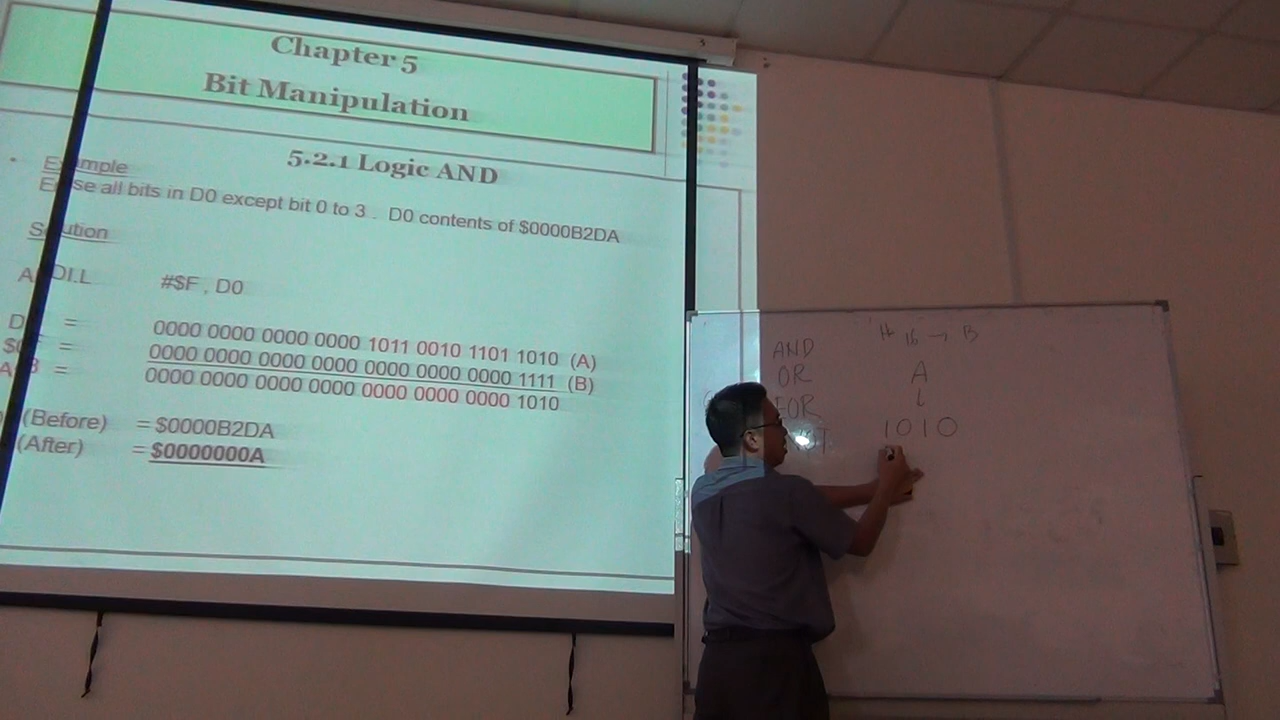 Chapter 5
Bit Manipulation
5.2.1 Logic AND
• Example
Erase all bits in D0 except bit 0 to 3 . D0 contents of $0000B2DA
Solution
#$F , D0
= 0000 0000 0000 0000 1011 0010 1101 1010 (A)
= 0000 0000 0000 0000 0000 0000 0000 1111 (B)
= 0000 0000 0000 0000 0000 0000 0000 1010
(Before) = $0000B2DA
(After) = $0000000A
AND
OR
EOR
16 → B
A
↓
1010